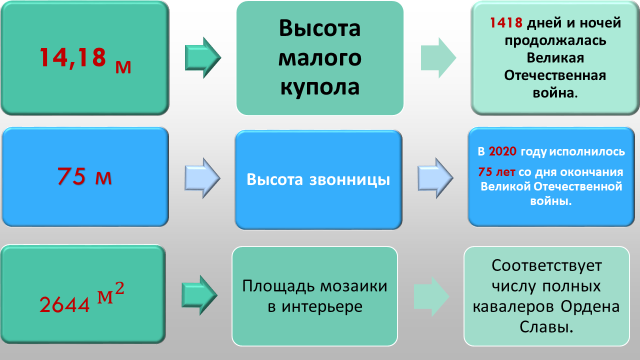 14,18 м
Высота
малого
купола
1418 дней и ночей
продолжалась
Великая
Отечественная
война.
75 м
Высота звонницы
В 2020 году исполнилось
75 лет со дня окончания
Великой Отечественной
войны.
2644 м²
Площадь мозаики
в интерьере
Соответствует
числу полных
кавалеров Ордена
Славы.